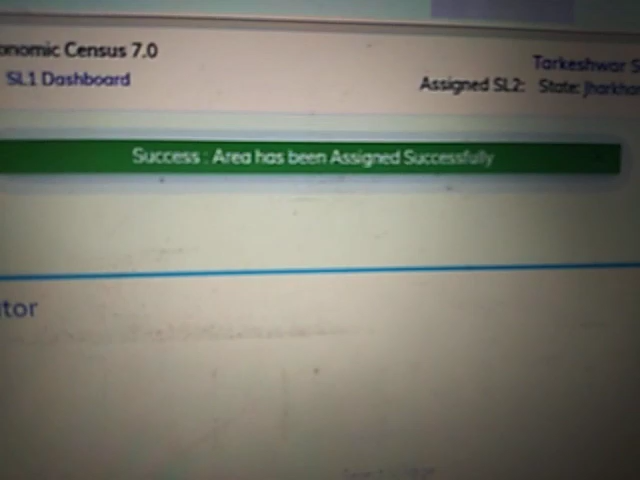 onomic Census 7.0
Tarkeshwar S
SL1 Dashboard
Assigned SL2: State: Jharkhan
Success : Area has been Assigned Successfully
tor